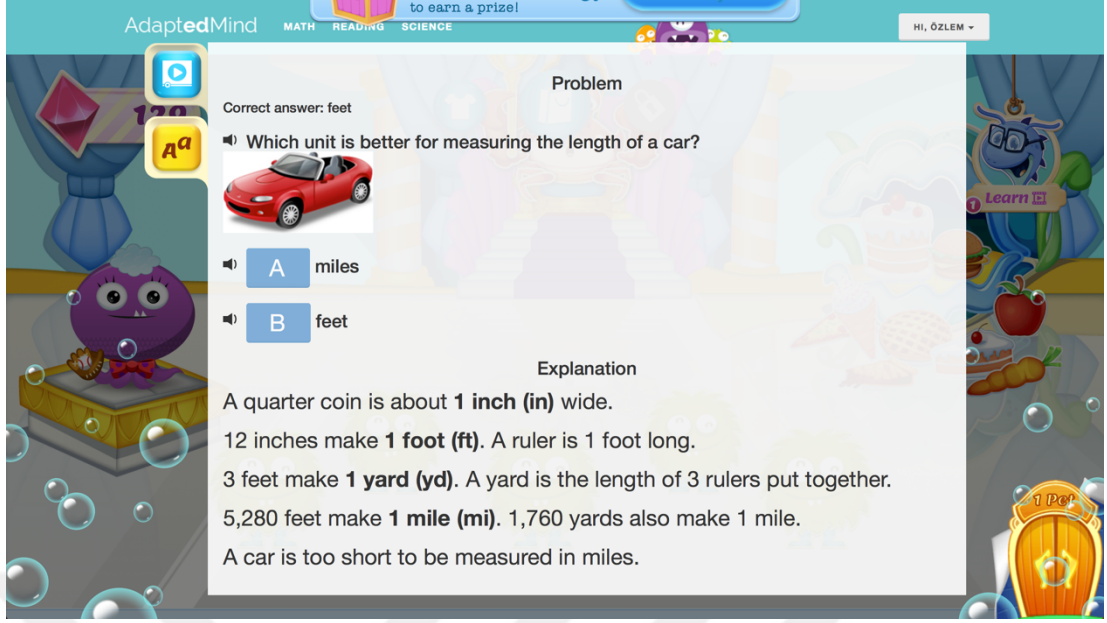 to earn a prize!
AdaptedMind MATH READING SCIENCE
HI, ÖZLEM
Problem
Correct answer: feet
Aa
Which unit is better for measuring the length of a car?
1 Learn
A miles
B feet
Explanation
A quarter coin is about 1 inch (in) wide.
12 inches make 1 foot (ft). A ruler is 1 foot long.
3 feet make 1 yard (yd). A yard is the length of 3 rulers put together.
1 Pet
5,280 feet make 1 mile (mi). 1,760 yards also make 1 mile.
A car is too short to be measured in miles.